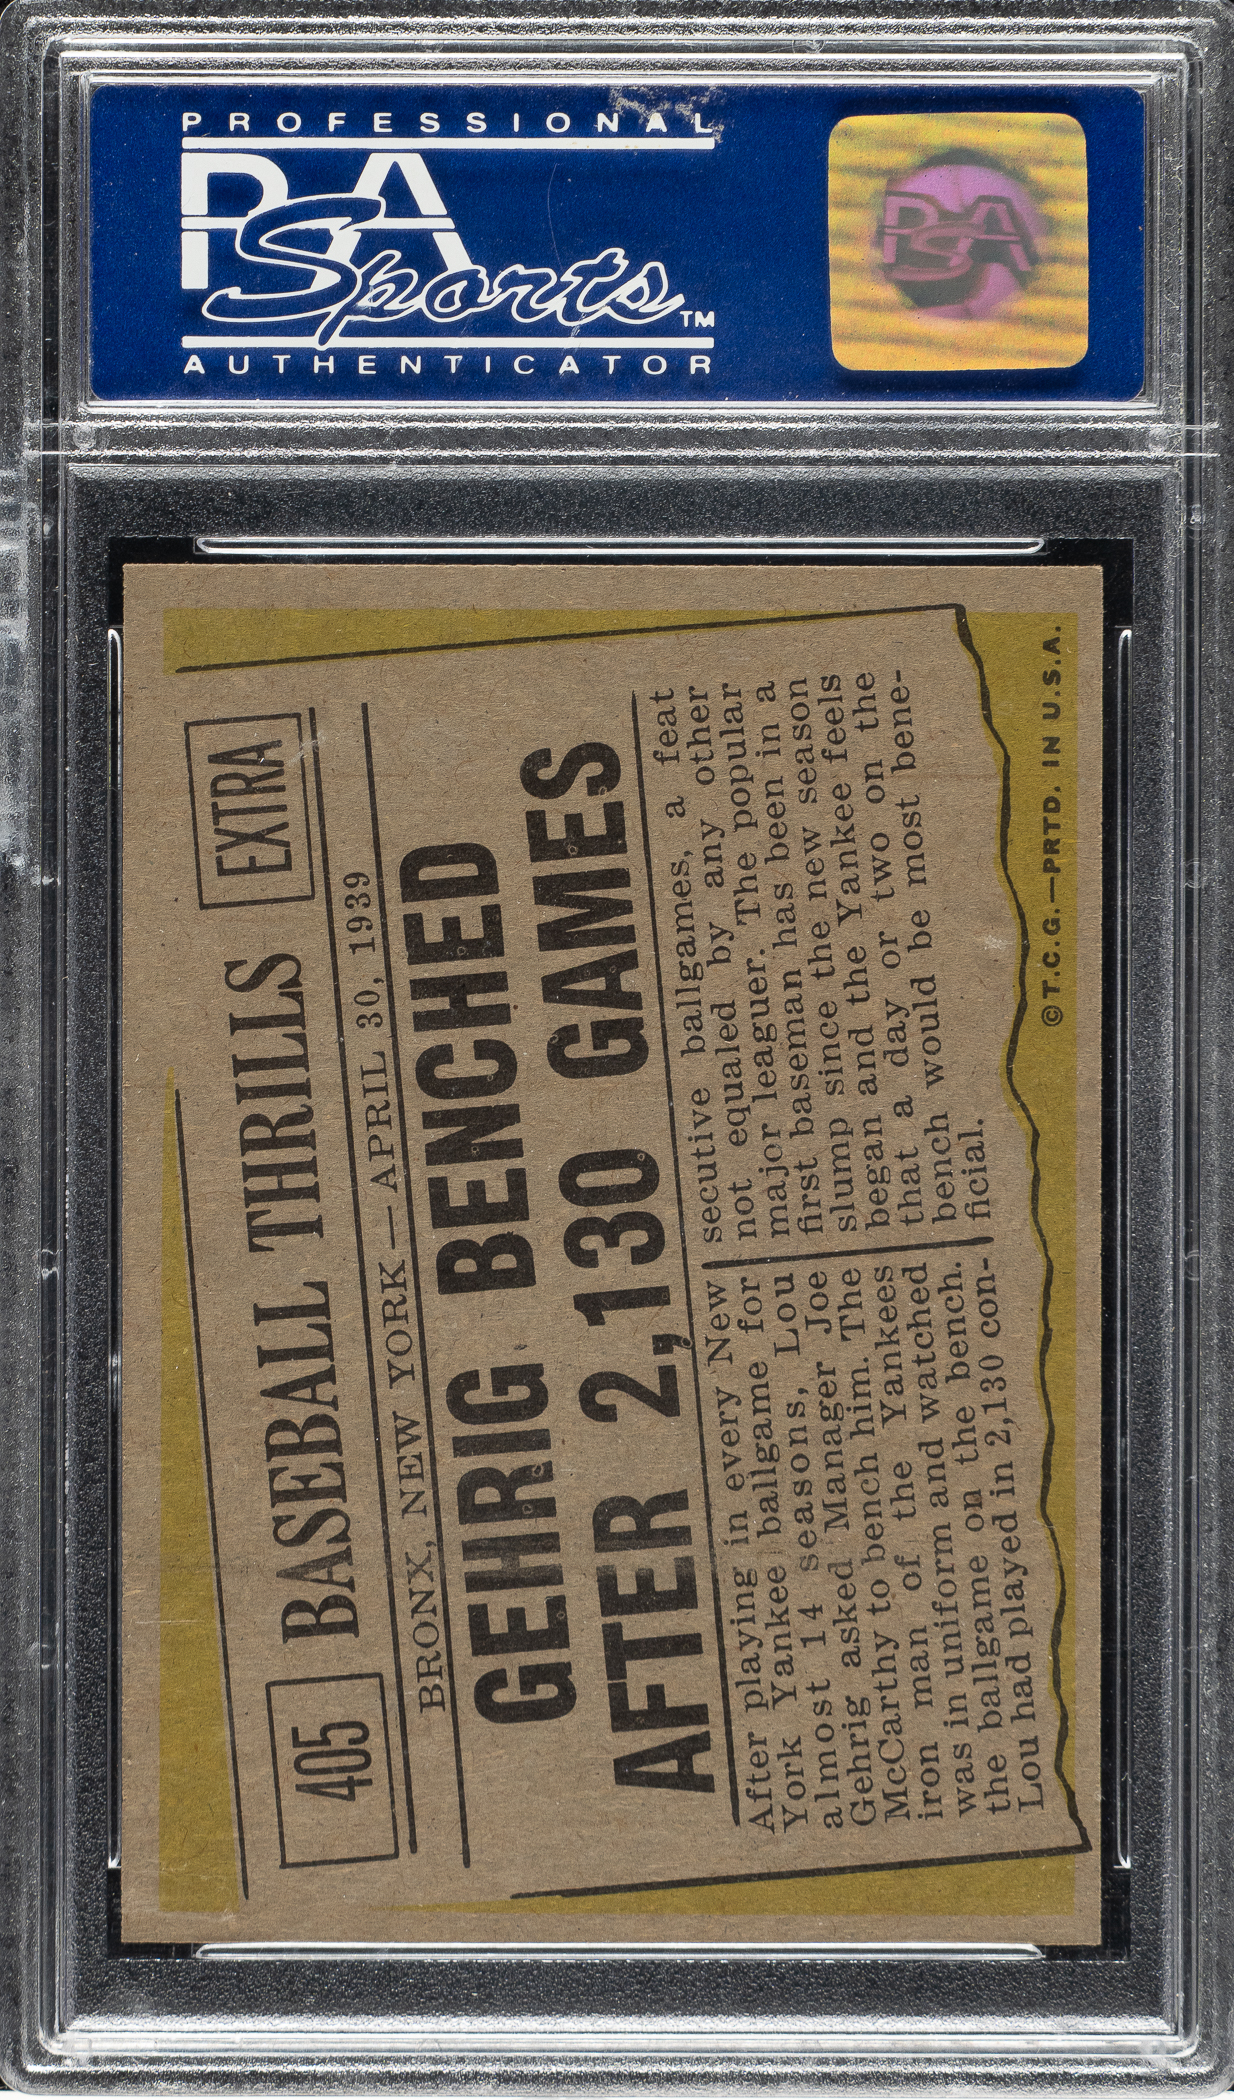 PROFESSIONAL
PSA
Sports™
AUTHENTICATOR
PSA
405
BASEBALL THRILLS
EXTRA
BRONX, NEW YORK—APRIL 30, 1939
GEHRIG BENCHED
AFTER 2,130 GAMES
After playing in every New
York Yankee ballgame for
almost 14 seasons, Lou
Gehrig asked Manager Joe
McCarthy to bench him. The
iron man of the Yankees
was in uniform and watched
the ballgame on the bench.
Lou had played in 2,130 con-
secutive ballgames, a feat
not equaled by any other
major leaguer. The popular
first baseman has been in a
slump since the new season
began and the Yankee feels
that a day or two on the
bench would be most bene-
ficial.
©T.C.G.—PRTD. IN U.S.A.